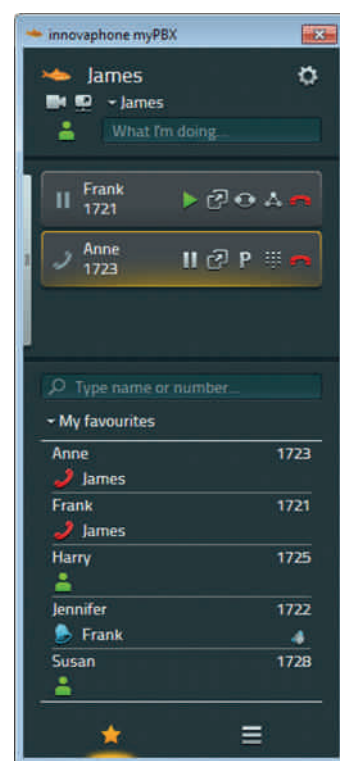 innovaphone myPBX
James
James
What I'm doing...
Frank
1721
Anne
1723
P
Type name or number...
My favourites
Anne 1723
James
Frank 1721
James
Harry 1725
Jennifer 1722
Frank
Susan 1728